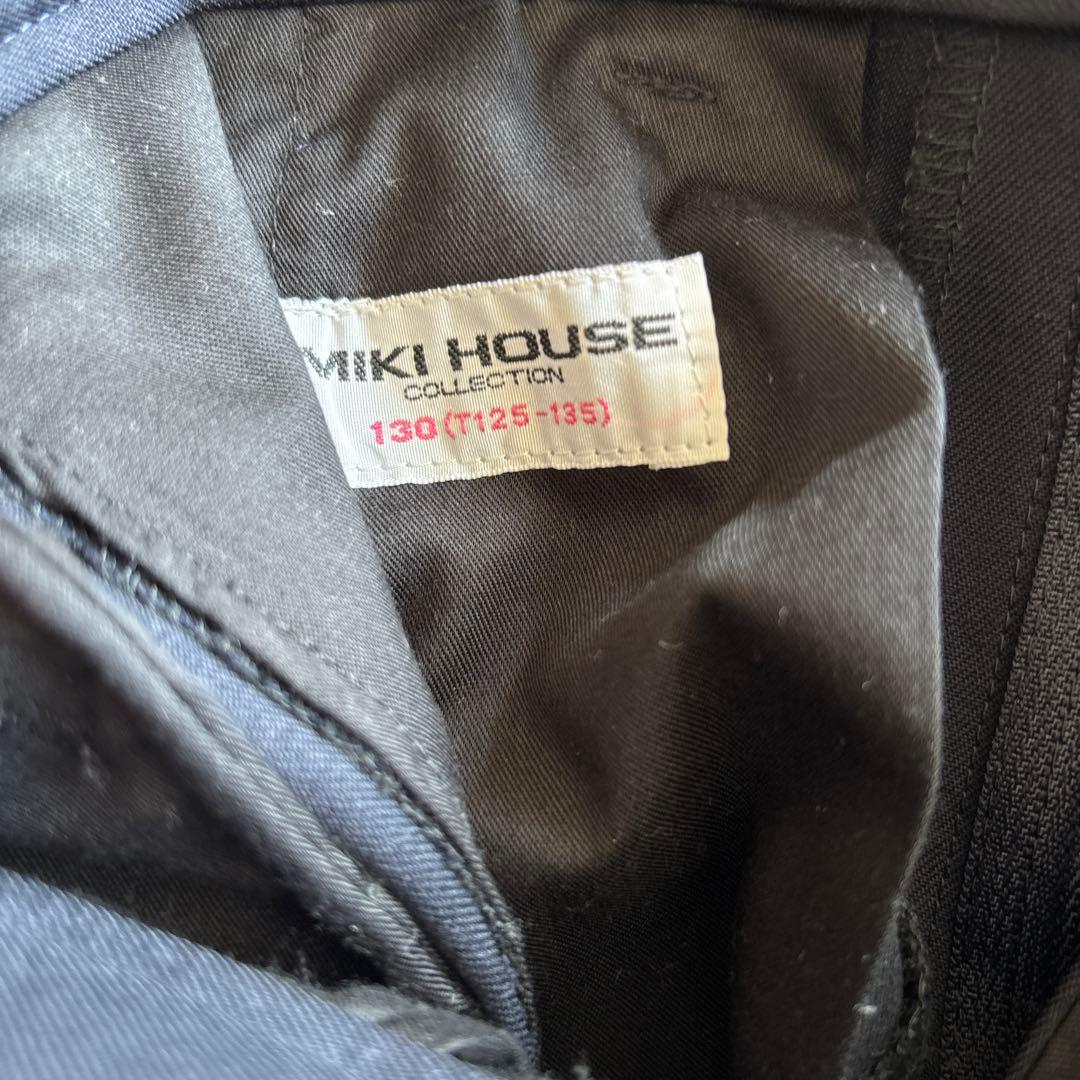 MIKI HOUSE
COLLECTION
130(T125-135)